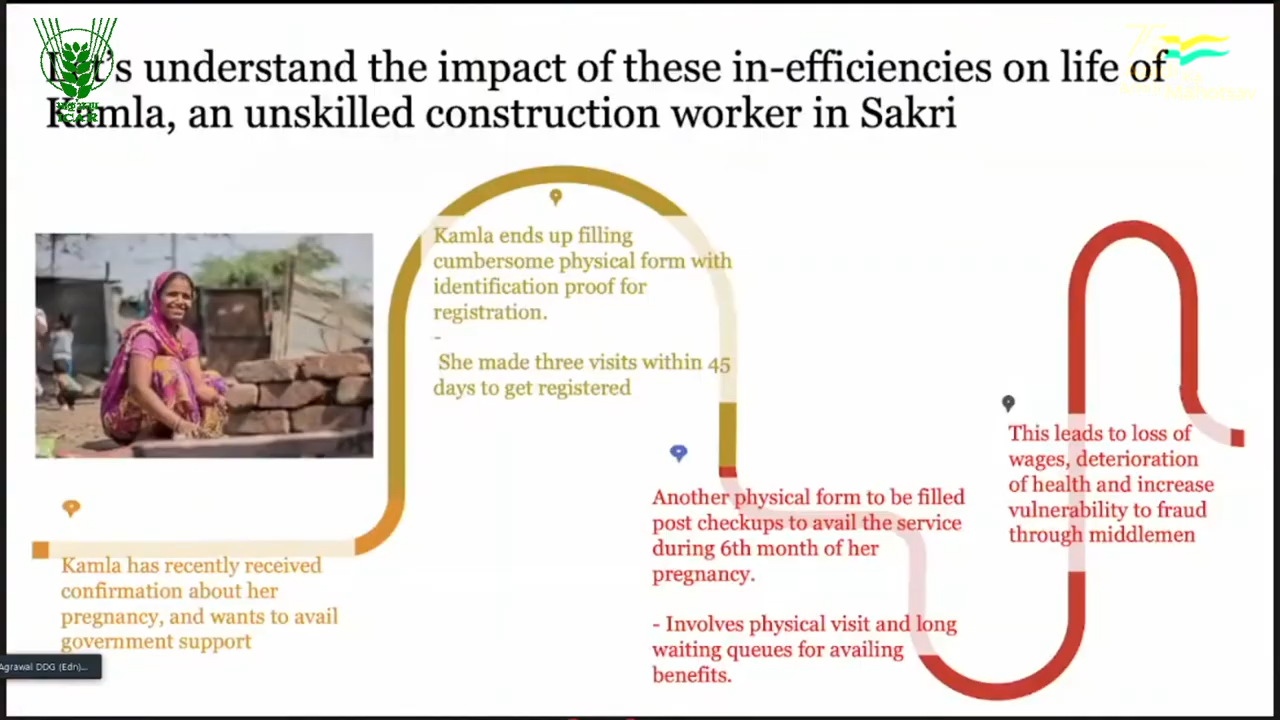 Let's understand the impact of these in-efficiencies on life of
Kamla, an unskilled construction worker in Sakri
Kamla ends up filling
cumbersome physical form with
identification proof for
registration.
-
She made three visits within 45
days to get registered
This leads to loss of
wages, deterioration
of health and increase
vulnerability to fraud
through middlemen
Another physical form to be filled
post checkups to avail the service
during 6th month of her
pregnancy.
- Involves physical visit and long
waiting queues for availing
benefits.
Kamla has recently received
confirmation about her
pregnancy, and wants to avail
government support
Agrawal DDG (Edn)...
ICAR
Mahotsav